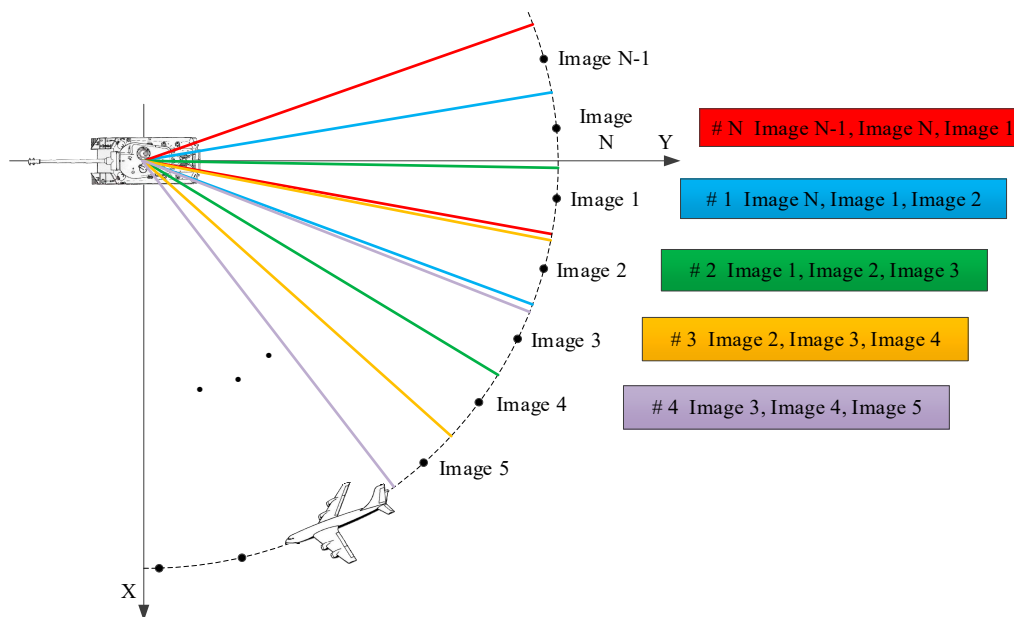 Image N-1
Image
N
Y
# N Image N-1, Image N, Image 1
# 1 Image N, Image 1, Image 2
Image 1
# 2 Image 1, Image 2, Image 3
Image 2
# 3 Image 2, Image 3, Image 4
Image 3
# 4 Image 3, Image 4, Image 5
Image 4
Image 5
X